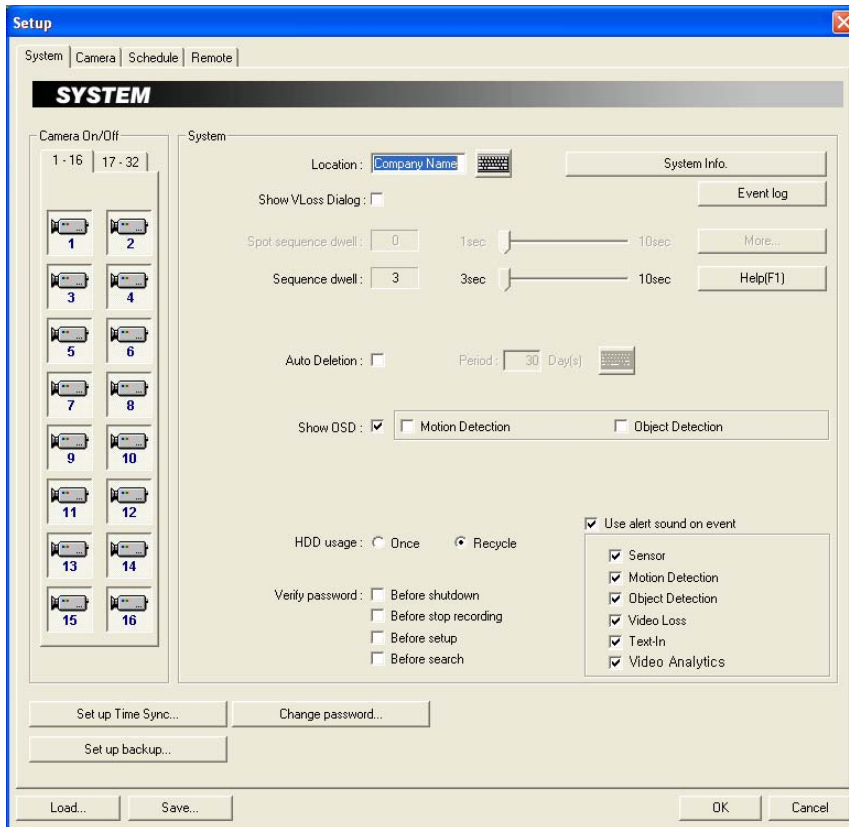 Setup
System Camera Schedule Remote
SYSTEM
Camera On/Off
1 - 16 17 - 32
1 2
3 4
5 6
7 8
9 10
11 12
13 14
15 16
System
Location : Company Name System Info.
Show VLoss Dialog : Event log
Spot sequence dwell : 0 1sec 10sec More...
Sequence dwell : 3 3sec 10sec Help(F1)
Auto Deletion : Period : 30 Day(s)
Show OSD : Motion Detection Object Detection
HDD usage : Once Recycle
Verify password : Before shutdown
Before stop recording
Before setup
Before search
Use alert sound on event
Sensor
Motion Detection
Object Detection
Video Loss
Text-In
Video Analytics
Set up Time Sync... Change password...
Set up backup...
Load... Save... OK Cancel